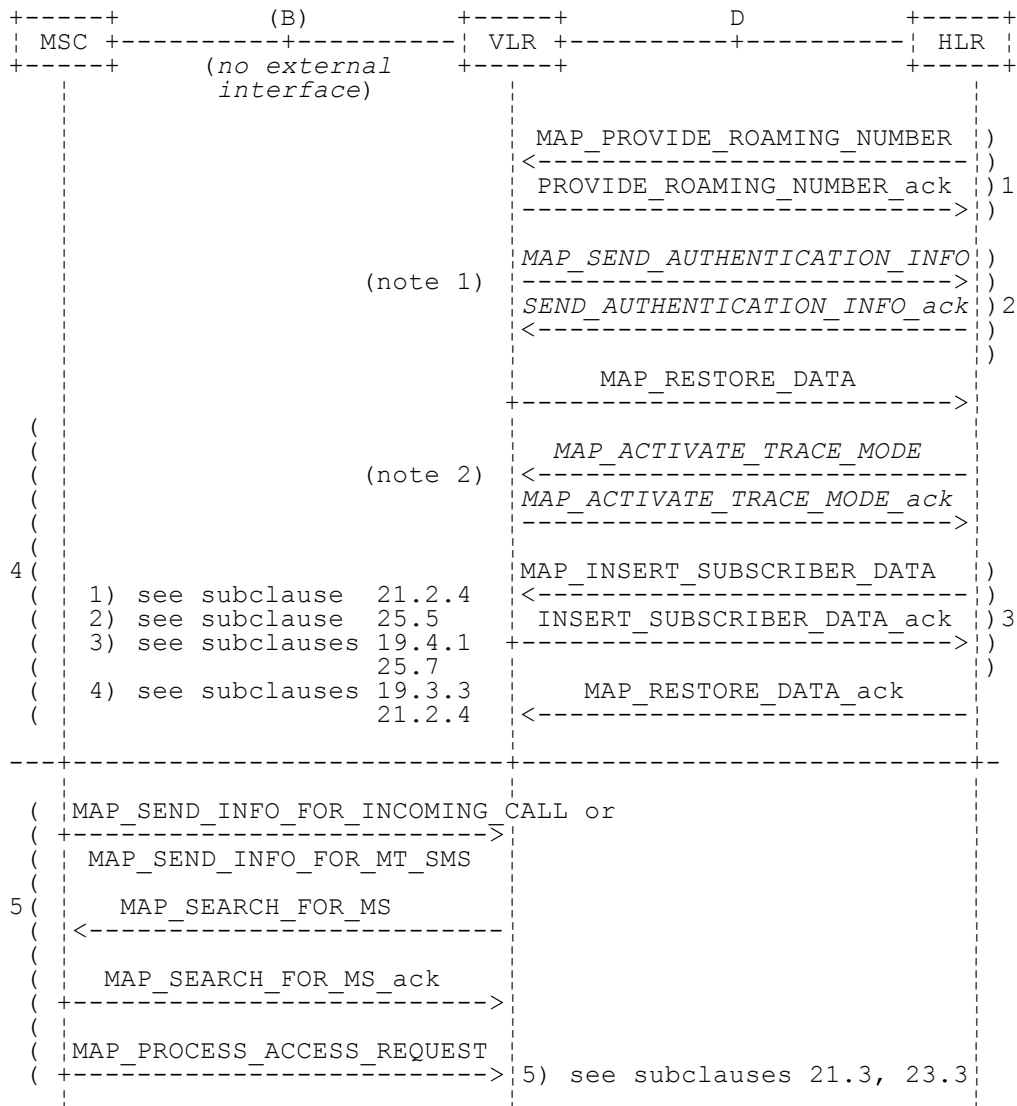 +-----+ (B) +-----+ D +-----+
¦ MSC +----------+----------¦ VLR +----------+----------¦ HLR ¦
+-----+ (no external +-----+ +-----+
interface)
MAP_PROVIDE_ROAMING_NUMBER ¦)
¦<---------------------------¦)
PROVIDE_ROAMING_NUMBER_ack ¦)1
¦--------------------------->¦)
¦MAP_SEND_AUTHENTICATION_INFO¦)
(note 1) ¦--------------------------->¦)
¦SEND_AUTHENTICATION_INFO_ack¦)2
¦<---------------------------¦)
¦)
MAP_RESTORE_DATA
+--------------------------->¦
(
( MAP_ACTIVATE_TRACE_MODE
( (note 2) ¦<---------------------------¦
( ¦MAP_ACTIVATE_TRACE_MODE_ack
( ¦--------------------------->¦
(
4( ¦MAP_INSERT_SUBSCRIBER_DATA ¦)
( 1) see subclause 21.2.4 ¦<---------------------------¦)
( 2) see subclause 25.5 ¦ INSERT_SUBSCRIBER_DATA_ack ¦)3
( 3) see subclauses 19.4.1 +--------------------------->¦)
( 25.7 ¦)
( 4) see subclauses 19.3.3 ¦ MAP_RESTORE_DATA_ack
( 21.2.4 ¦<---------------------------¦
---+---------------------------+----------------------------+-
( ¦MAP_SEND_INFO_FOR_INCOMING_CALL or
( +-------------------------->¦
( ¦ MAP_SEND_INFO_FOR_MT_SMS
(
5( ¦ MAP_SEARCH_FOR_MS
( ¦<--------------------------¦
(
( ¦ MAP_SEARCH_FOR_MS_ack
( +-------------------------->¦
(
( ¦MAP_PROCESS_ACCESS_REQUEST
( +-------------------------->¦5) see subclauses 21.3, 23.3¦